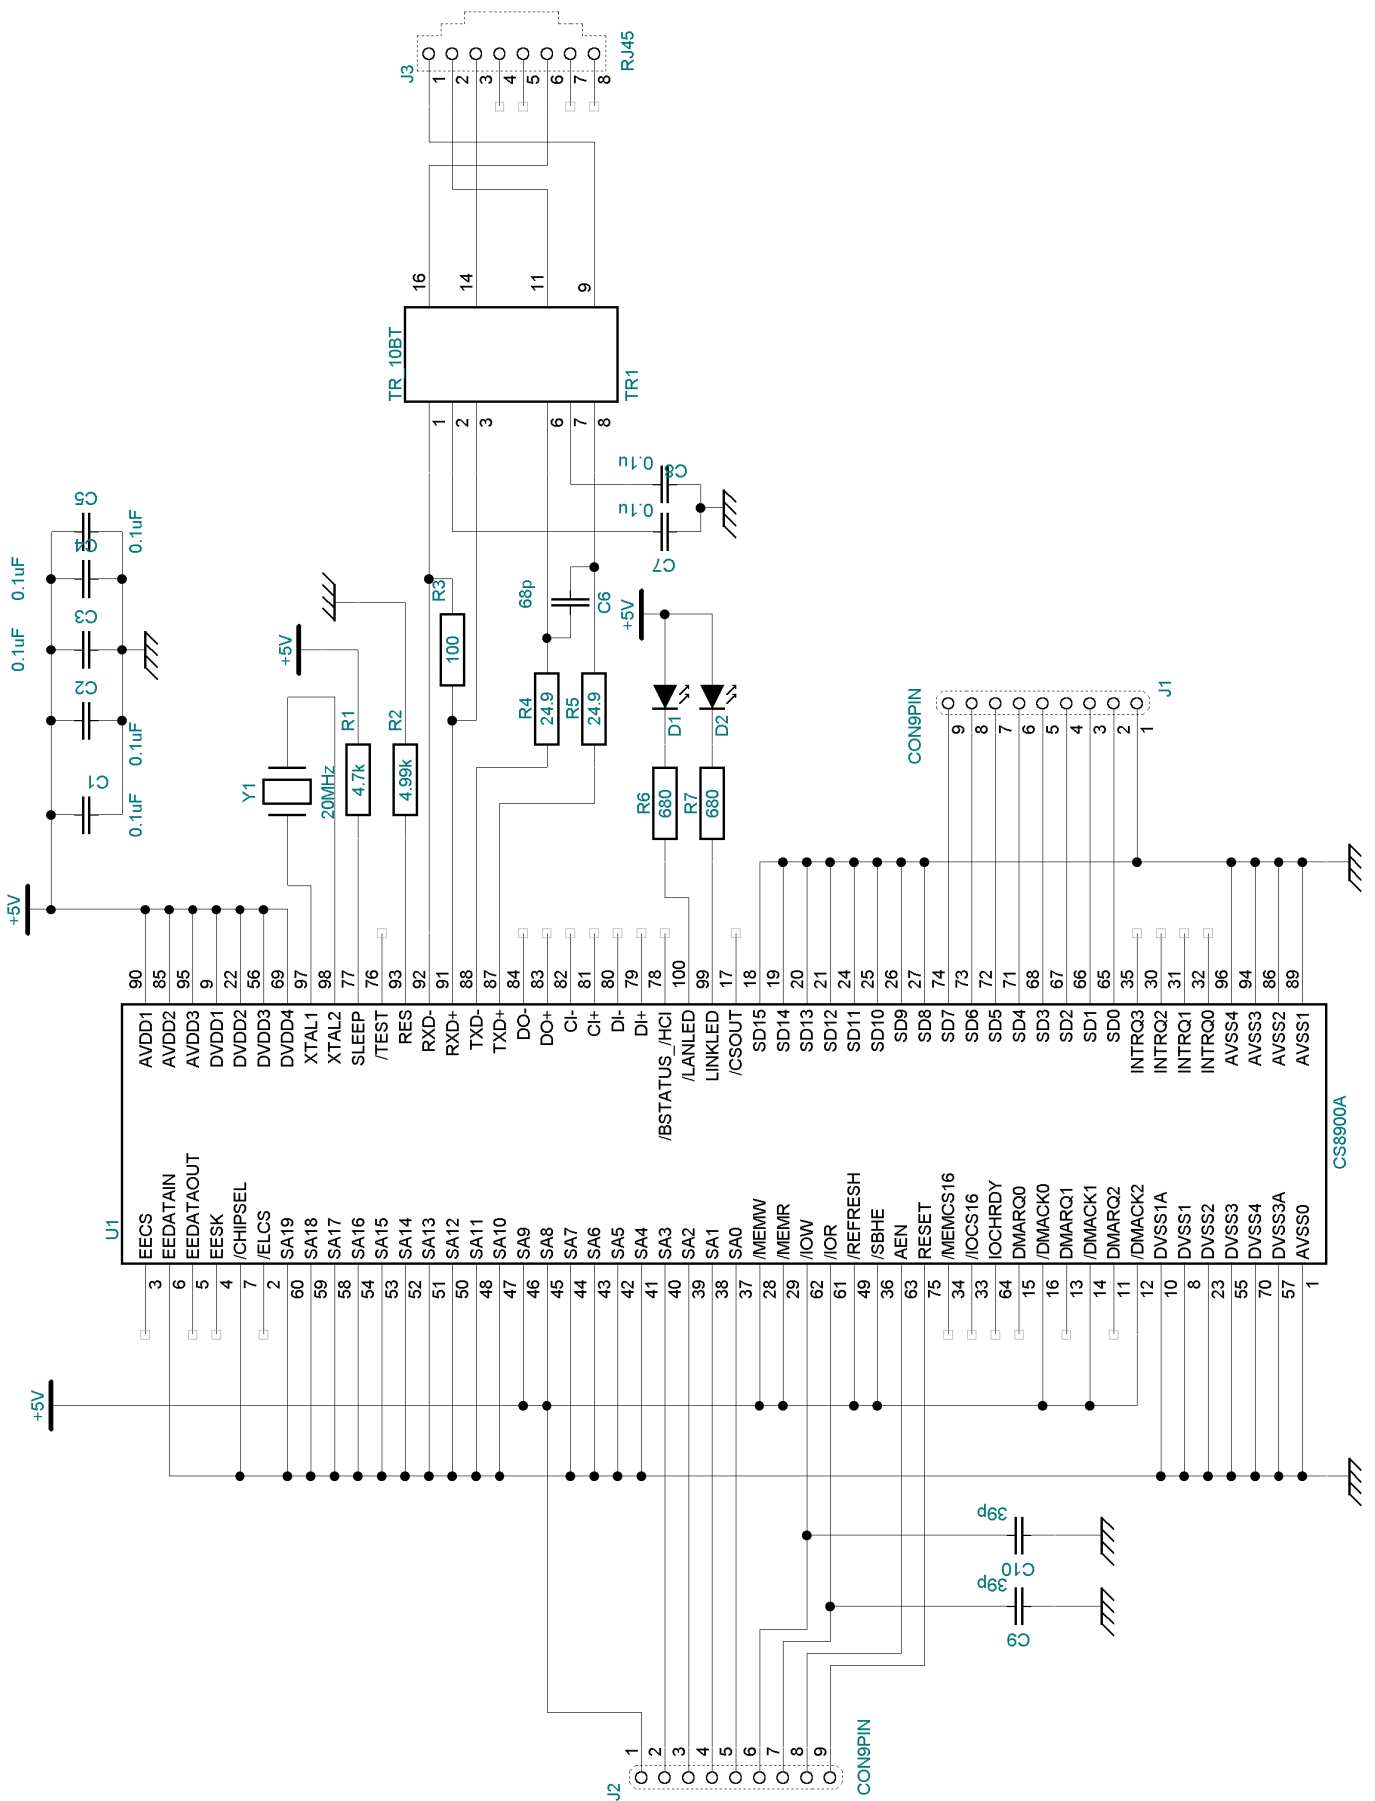 J3
1
2
3
4
5
6
7
8
RJ45
16
14
11
9
TR 10BT
TR1
1
2
3
6
7
8
C5
0.1uF
C4
0.1uF
C3
0.1uF
C2
0.1uF
C1
0.1uF
+5V
+5V
Y1
20MHz
R1
4.7k
R2
4.99k
R3
100
R4
24.9
R5
24.9
68p
C6
0.1u
C8
0.1u
C7
+5V
D1
D2
R6
680
R7
680
CON9PIN
J1
9
8
7
6
5
4
3
2
1
90
85
95
9
22
56
69
97
98
77
76
93
92
91
88
87
84
83
82
81
80
79
78
100
99
17
18
19
20
21
24
25
26
27
74
73
72
71
68
67
66
65
35
30
31
32
96
94
86
89
AVDD1
AVDD2
AVDD3
DVDD1
DVDD2
DVDD3
DVDD4
XTAL1
XTAL2
SLEEP
/TEST
RES
RXD-
RXD+
TXD-
TXD+
DO-
DO+
CI-
CI+
DI-
DI+
/BSTATUS_/HCI
/LANLED
LINKLED
/CSOUT
SD15
SD14
SD13
SD12
SD11
SD10
SD9
SD8
SD7
SD6
SD5
SD4
SD3
SD2
SD1
SD0
INTRQ3
INTRQ2
INTRQ1
INTRQ0
AVSS4
AVSS3
AVSS2
AVSS1
U1
CS8900A
EECS
EEDATAIN
EEDATAOUT
EESK
/CHIPSEL
/ELCS
SA19
SA18
SA17
SA16
SA15
SA14
SA13
SA12
SA11
SA10
SA9
SA8
SA7
SA6
SA5
SA4
SA3
SA2
SA1
SA0
/MEMW
/MEMR
/IOW
/IOR
/REFRESH
/SBHE
AEN
RESET
/MEMCS16
/IOCS16
IOCHRDY
DMARQ0
/DMACK0
DMARQ1
/DMACK1
DMARQ2
/DMACK2
DVSS1A
DVSS1
DVSS2
DVSS3
DVSS4
DVSS3A
AVSS0
3
6
5
4
7
2
60
59
58
54
53
52
51
50
48
47
46
45
44
43
42
41
40
39
38
37
28
29
62
61
49
36
63
75
34
33
64
15
16
13
14
11
12
10
8
23
55
70
57
1
+5V
39p
C10
39p
C9
J2
1
2
3
4
5
6
7
8
9
CON9PIN